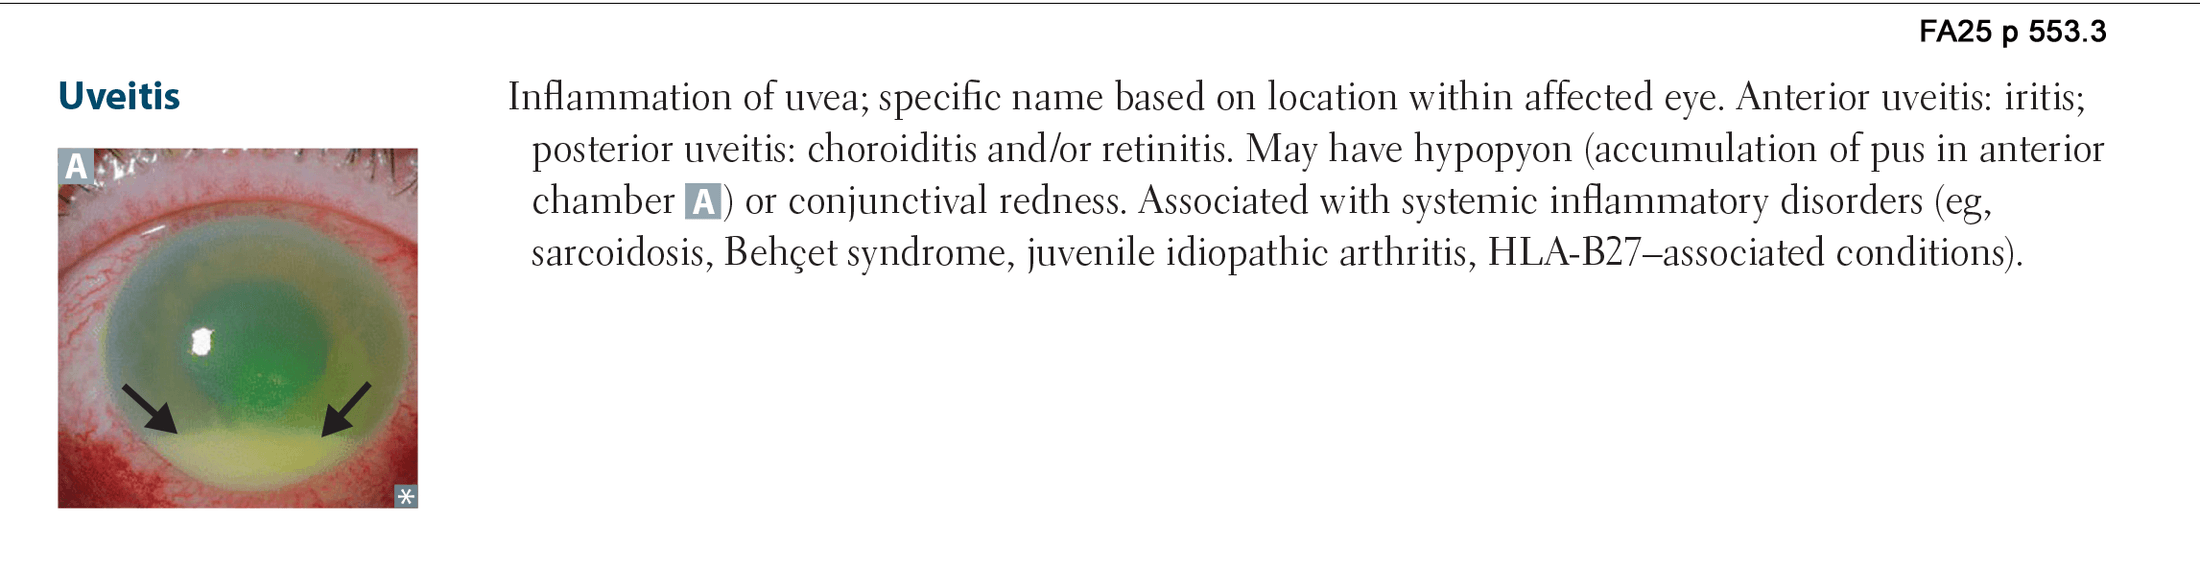 FA25 p 553.3
Uveitis
Inflammation of uvea; specific name based on location within affected eye. Anterior uveitis: iritis;
posterior uveitis: choroiditis and/or retinitis. May have hypopyon (accumulation of pus in anterior
chamber A) or conjunctival redness. Associated with systemic inflammatory disorders (eg,
sarcoidosis, Behçet syndrome, juvenile idiopathic arthritis, HLA-B27–associated conditions).
A
*